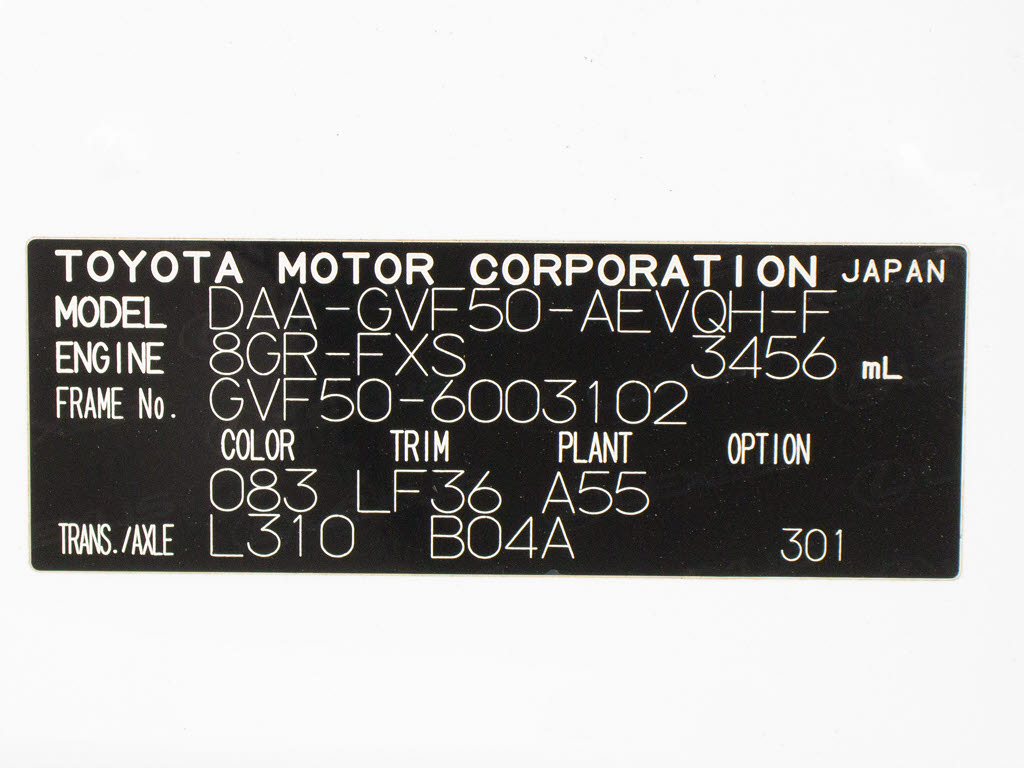 TOYOTA MOTOR CORPORATION JAPAN
MODEL DAA-GVF50-AEVQH-F
ENGINE 8GR-FXS 3456 mL
FRAME No. GVF50-6003102
COLOR TRIM PLANT OPTION
083 LF36 A55
TRANS./AXLE L310 B04A 301